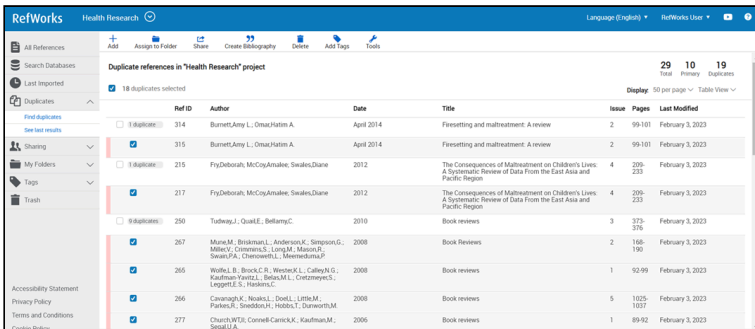 RefWorks Health Research Language (English) RefWorks User
Add Assign to Folder Share Create Bibliography Delete Add Tags Tools
All References
Search Databases
Last Imported
Duplicates
Find duplicates
See last results
Sharing
My Folders
Tags
Trash
Accessibility Statement
Privacy Policy
Terms and Conditions
Cookie Policy
Duplicate references in "Health Research" project
29 10 19
Total Primary Duplicates
18 duplicates selected
Display: 50 per page Table View
Ref ID Author Date Title Issue Pages Last Modified
1 duplicate 314 Burnett,Amy L.; Omar,Hatim A. April 2014 Firesetting and maltreatment: A review 2 99-101 February 3, 2023
315 Burnett,Amy L.; Omar,Hatim A. April 2014 Firesetting and maltreatment: A review 2 99-101 February 3, 2023
1 duplicate 215 Fry,Deborah; McCoy,Amalee; Swales,Diane 2012 The Consequences of Maltreatment on Children's Lives: 4 209-
A Systematic Review of Data From the East Asia and 233 February 3, 2023
Pacific Region
217 Fry,Deborah; McCoy,Amalee; Swales,Diane 2012 The Consequences of Maltreatment on Children's Lives: 4 209-
A Systematic Review of Data From the East Asia and 233 February 3, 2023
Pacific Region
9 duplicates 250 Tudway,J.; Quail,E.; Bellamy,C. 2010 Book reviews 3 373- February 3, 2023
376
267 Mune,M.; Briskman,L.; Anderson,K.; Simpson,G.; 2008 Book Reviews 2 168- February 3, 2023
Miller,V.; Crimmins,S.; Long,M.; Mason,R.; 190
Swain,P.A.; Chenoweth,L.; Meemeduma,P.
265 Wolfe,L.B.; Brock,C.R.; Wester,K.L.; Calley,N.G.; 2008 Book reviews 1 92-99 February 3, 2023
Kaufman-Yavitz,L.; Belas,M.L.; Cretzmeyer,S.;
Leggett,E.S.; Haskins,C.
266 Cavanagh,K.; Noaks,L.; Doel,L.; Little,M.; 2008 Book reviews 5 1025- February 3, 2023
Parkes,R.; Sneddon,H.; Hobbs,T.; Dunworth,M. 1037
277 Church,WT,II; Connell-Carrick,K.; Kaufman,M.; 2006 Book reviews 1 89-92 February 3, 2023
Segal,U.A.